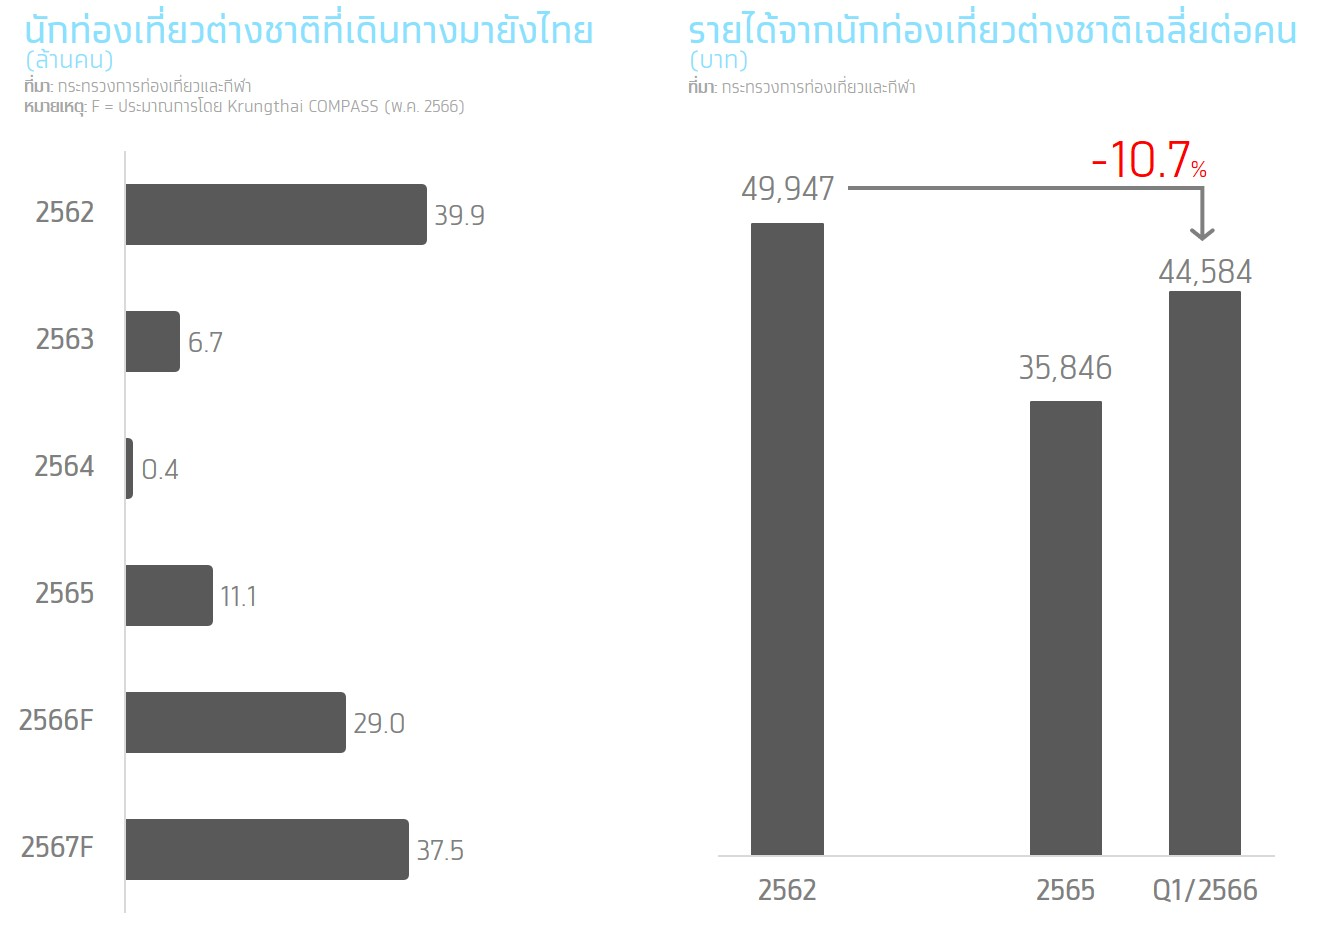 นักท่องเที่ยวต่างชาติที่เดินทางมายังไทย
(ล้านคน)
ที่มา: กระทรวงการท่องเที่ยวและกีฬา
หมายเหตุ: F = ประมาณการโดย Krungthai COMPASS (พ.ค. 2566)
2562
39.9
2563
6.7
2564
0.4
2565
11.1
2566F
29.0
2567F
37.5
รายได้จากนักท่องเที่ยวต่างชาติเฉลี่ยต่อคน
(บาท)
ที่มา: กระทรวงการท่องเที่ยวและกีฬา
-10.7%
49,947
44,584
35,846
2562
2565
Q1/2566